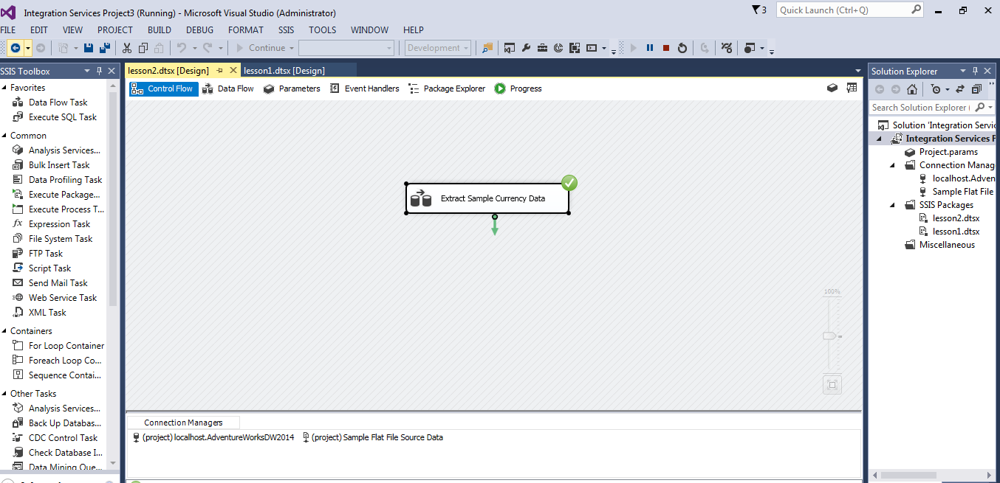 Integration Services Project3 (Running) - Microsoft Visual Studio (Administrator)
3
Quick Launch (Ctrl+Q)
FILE EDIT VIEW PROJECT BUILD DEBUG FORMAT SSIS TOOLS WINDOW HELP
Continue
Development
SSIS Toolbox
Favorites
Data Flow Task
Execute SQL Task
Common
Analysis Services...
Bulk Insert Task
Data Profiling Task
Execute Package...
Execute Process T...
Expression Task
File System Task
FTP Task
Script Task
Send Mail Task
Web Service Task
XML Task
Containers
For Loop Container
Foreach Loop Co...
Sequence Contai...
Other Tasks
Analysis Services...
Back Up Databas...
CDC Control Task
Check Database I...
Data Mining Que...
lesson2.dtsx [Design] lesson1.dtsx [Design]
Control Flow Data Flow Parameters Event Handlers Package Explorer Progress
Extract Sample Currency Data
100%
Connection Managers
(project) localhost.AdventureWorksDW2014 (project) Sample Flat File Source Data
Solution Explorer
Search Solution Explorer (
Solution 'Integration Servic
Integration Services P
Project.params
Connection Manag
localhost.Adven
Sample Flat File
SSIS Packages
lesson2.dtsx
lesson1.dtsx
Miscellaneous